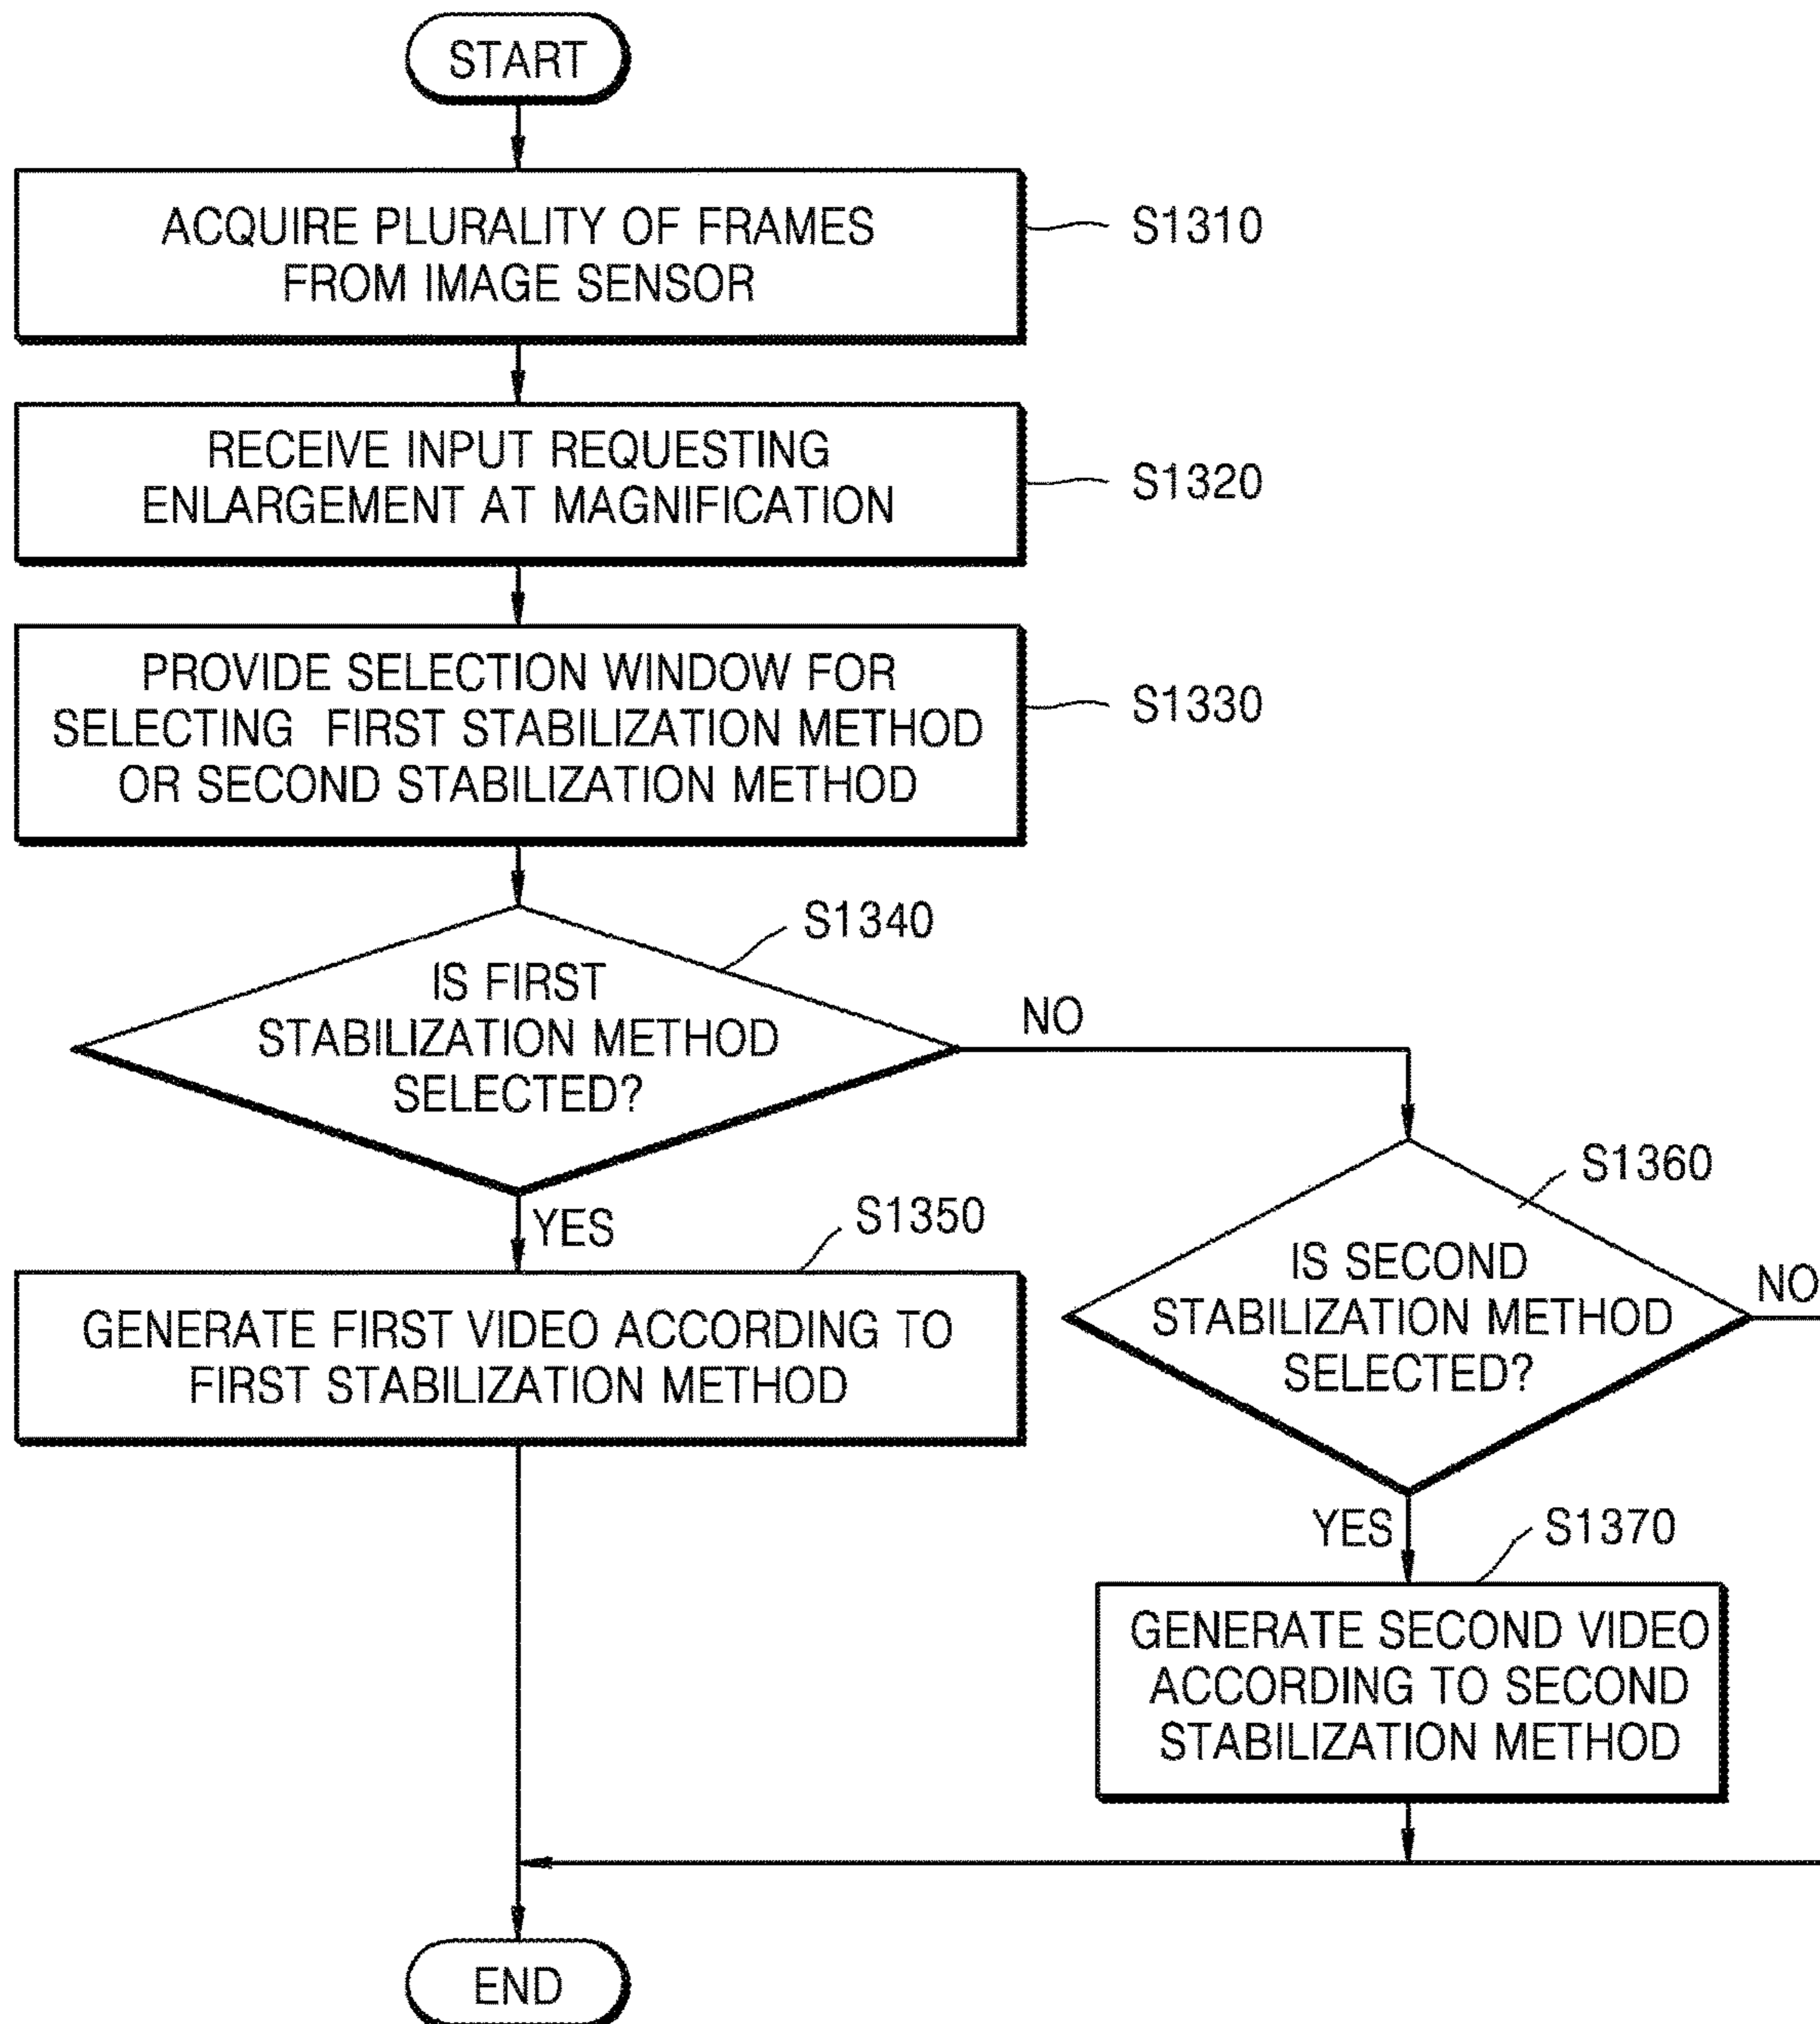 START
ACQUIRE PLURALITY OF FRAMES
FROM IMAGE SENSOR
S1310
RECEIVE INPUT REQUESTING
ENLARGEMENT AT MAGNIFICATION
S1320
PROVIDE SELECTION WINDOW FOR
SELECTING FIRST STABILIZATION METHOD
OR SECOND STABILIZATION METHOD
S1330
S1340
IS FIRST
STABILIZATION METHOD
SELECTED?
NO
YES
S1350
GENERATE FIRST VIDEO ACCORDING TO
FIRST STABILIZATION METHOD
S1360
IS SECOND
STABILIZATION METHOD
SELECTED?
NO
YES
S1370
GENERATE SECOND VIDEO
ACCORDING TO SECOND
STABILIZATION METHOD
END